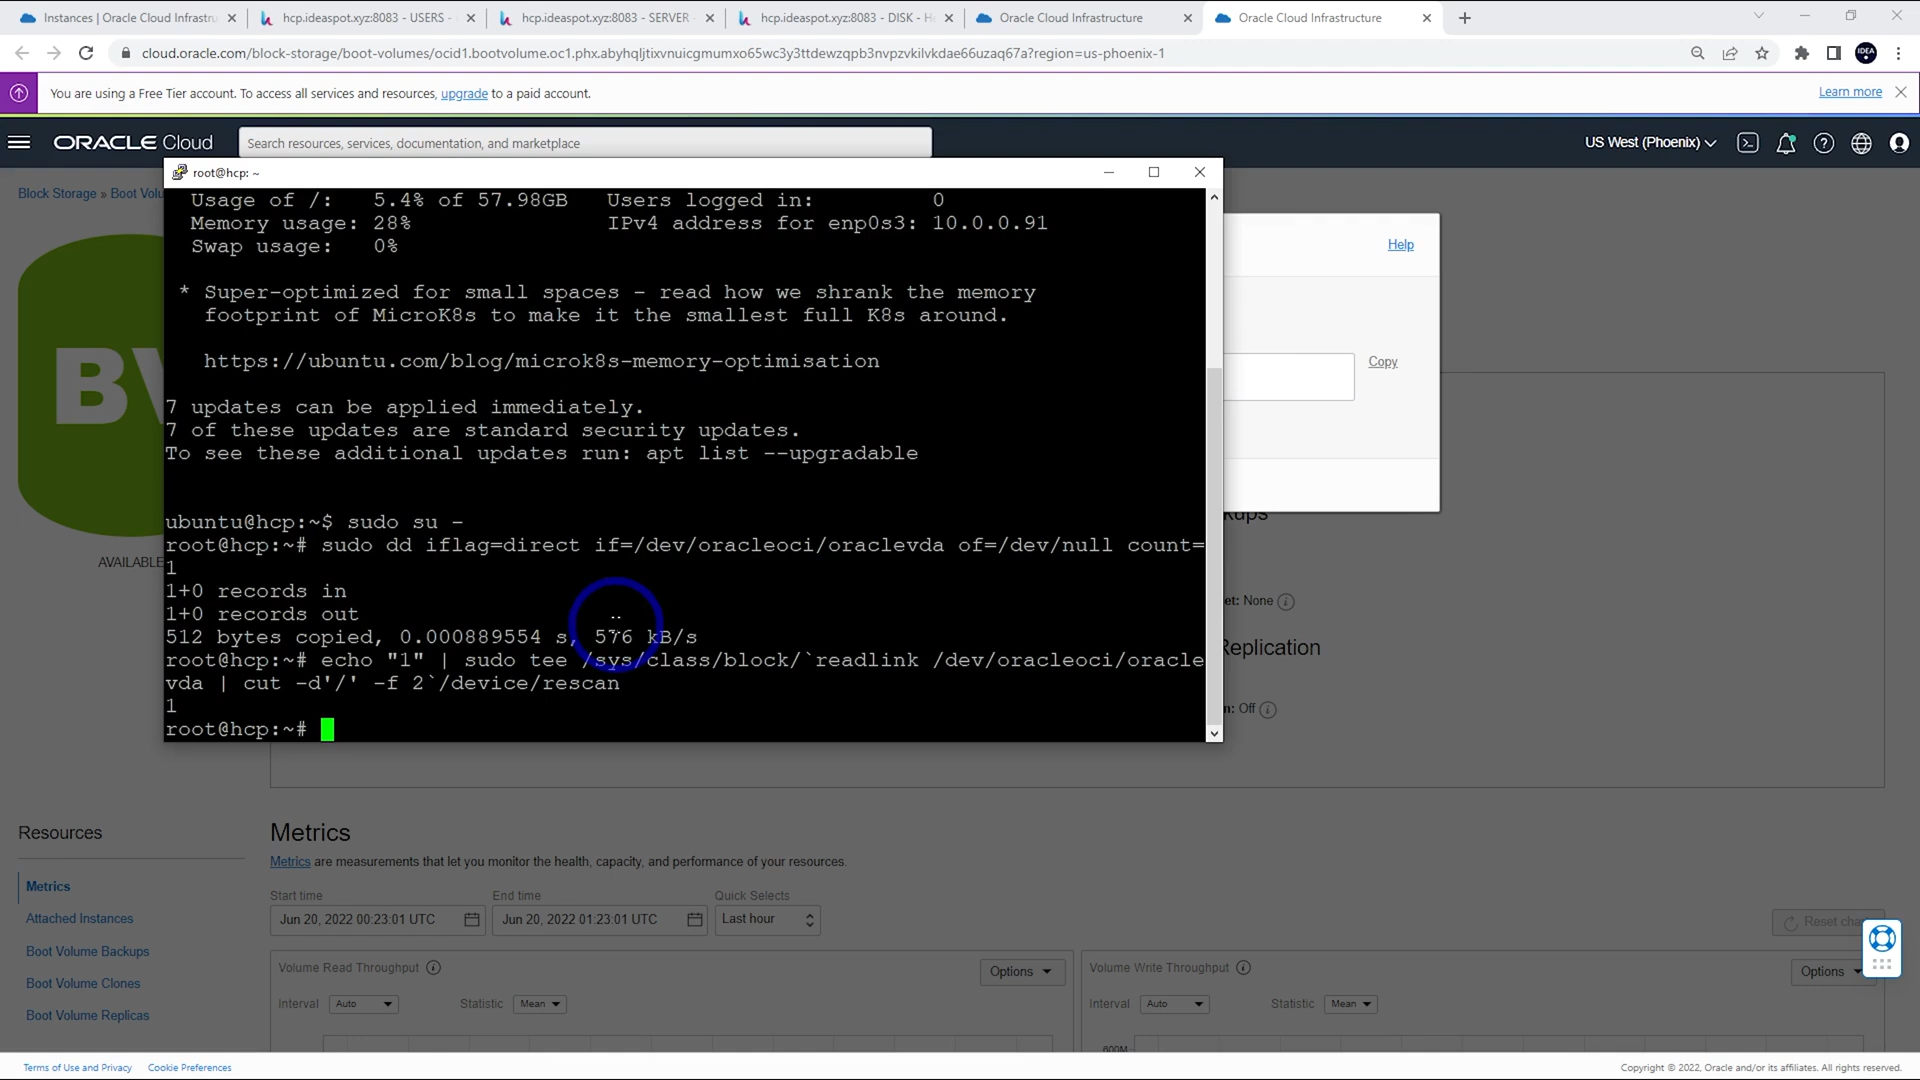 Instances | Oracle Cloud Infrastru
hcp.ideaspot.xyz:8083 - USERS -
hcp.ideaspot.xyz:8083 - SERVER
hcp.ideaspot.xyz:8083 - DISK - He
Oracle Cloud Infrastructure
Oracle Cloud Infrastructure
cloud.oracle.com/block-storage/boot-volumes/ocid1.bootvolume.oc1.phx.abyhqljtixvnuicgmumxo65wc3y3ttdewzqpb3nvpzvkilvkdae66uzaq67a?region=us-phoenix-1
IDEA
You are using a Free Tier account. To access all services and resources, upgrade to a paid account.
Learn more
ORACLE Cloud
Search resources, services, documentation, and marketplace
US West (Phoenix)
Block Storage » Boot Volu
root@hcp: ~
Help
Copy
BV
AVAILABLE
Usage of /: 5.4% of 57.98GB Users logged in: 0
Memory usage: 28% IPv4 address for enp0s3: 10.0.0.91
Swap usage: 0%
* Super-optimized for small spaces - read how we shrank the memory
footprint of MicroK8s to make it the smallest full K8s around.
https://ubuntu.com/blog/microk8s-memory-optimisation
7 updates can be applied immediately.
7 of these updates are standard security updates.
To see these additional updates run: apt list --upgradable
ubuntu@hcp:~$ sudo su -
root@hcp:~# sudo dd iflag=direct if=/dev/oracleoci/oraclevda of=/dev/null count=
1
1+0 records in
1+0 records out
512 bytes copied, 0.000889554 s, 576 kB/s
root@hcp:~# echo "1" | sudo tee /sys/class/block/`readlink /dev/oracleoci/oracle
vda | cut -d'/' -f 2`/device/rescan
1
root@hcp:~#
kups
et: None
Replication
n: Off
Resources
Metrics
Attached Instances
Boot Volume Backups
Boot Volume Clones
Boot Volume Replicas
Metrics
Metrics are measurements that let you monitor the health, capacity, and performance of your resources.
Start time
End time
Quick Selects
Jun 20, 2022 00:23:01 UTC
Jun 20, 2022 01:23:01 UTC
Last hour
Reset char
Volume Read Throughput
Options
Interval Auto Statistic Mean
Volume Write Throughput
Options
Interval Auto Statistic Mean
600M
Terms of Use and Privacy
Cookie Preferences
Copyright © 2022, Oracle and/or its affiliates. All rights reserved.